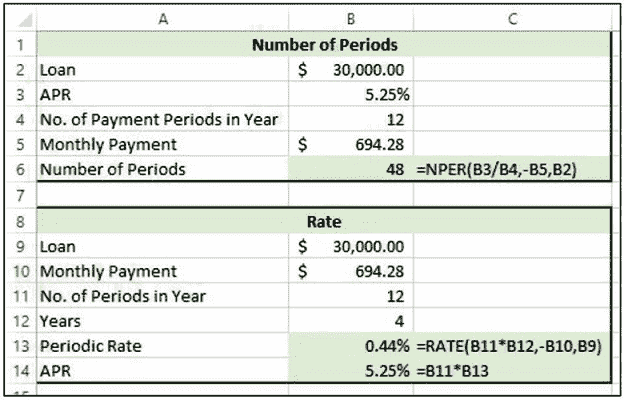 A B C
1 Number of Periods
2 Loan $ 30,000.00
3 APR 5.25%
4 No. of Payment Periods in Year 12
5 Monthly Payment $ 694.28
6 Number of Periods 48 =NPER(B3/B4,-B5,B2)
7
8 Rate
9 Loan $ 30,000.00
10 Monthly Payment $ 694.28
11 No. of Periods in Year 12
12 Years 4
13 Periodic Rate 0.44% =RATE(B11*B12,-B10,B9)
14 APR 5.25% =B11*B13